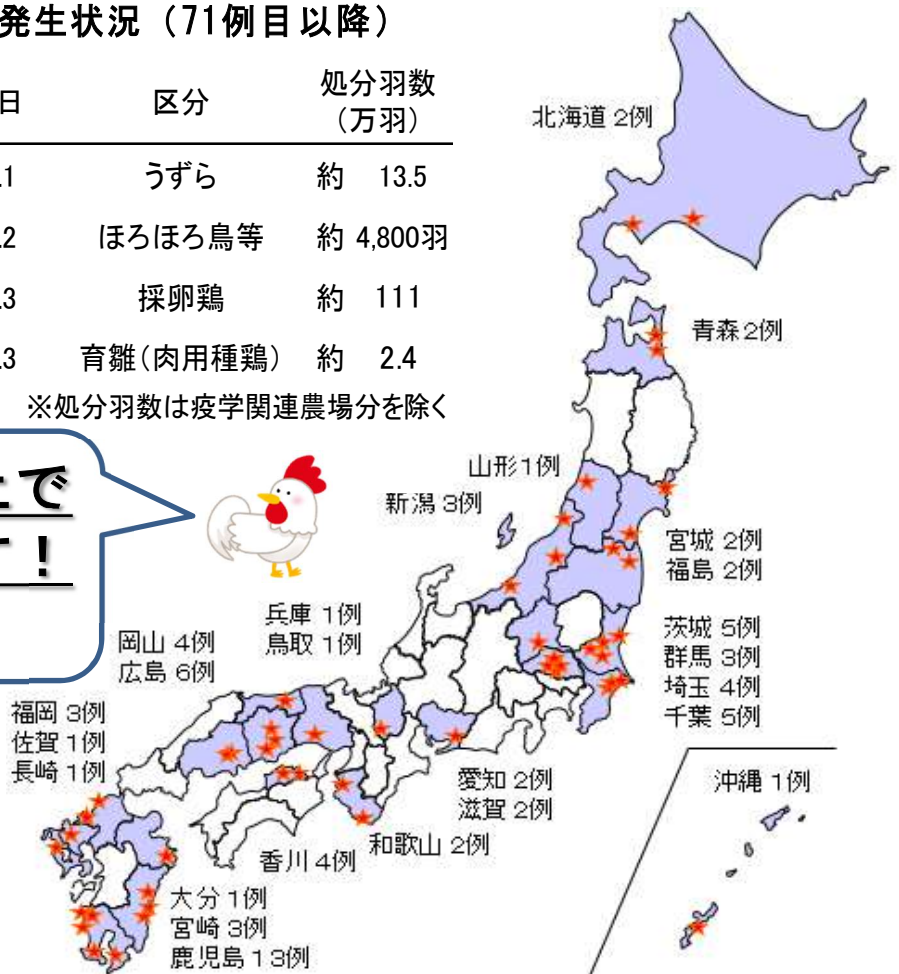 発生状況（71例目以降）
日 区分 処分羽数
（万羽）
.1 うずら 約 13.5
.2 ほろほろ鳥等 約 4,800羽
.3 採卵鶏 約 111
.3 育雛（肉用種鶏） 約 2.4
※処分羽数は疫学関連農場分を除く
で
！
北海道 2例
青森 2例
山形1例
新潟 3例
宮城 2例
福島 2例
兵庫 1例
鳥取 1例
岡山 4例
広島 6例
茨城 5例
群馬 3例
埼玉 4例
千葉 5例
福岡 3例
佐賀 1例
長崎 1例
愛知 2例
滋賀 2例
沖縄 1例
和歌山 2例
香川 4例
大分 1例
宮崎 3例
鹿児島 13例